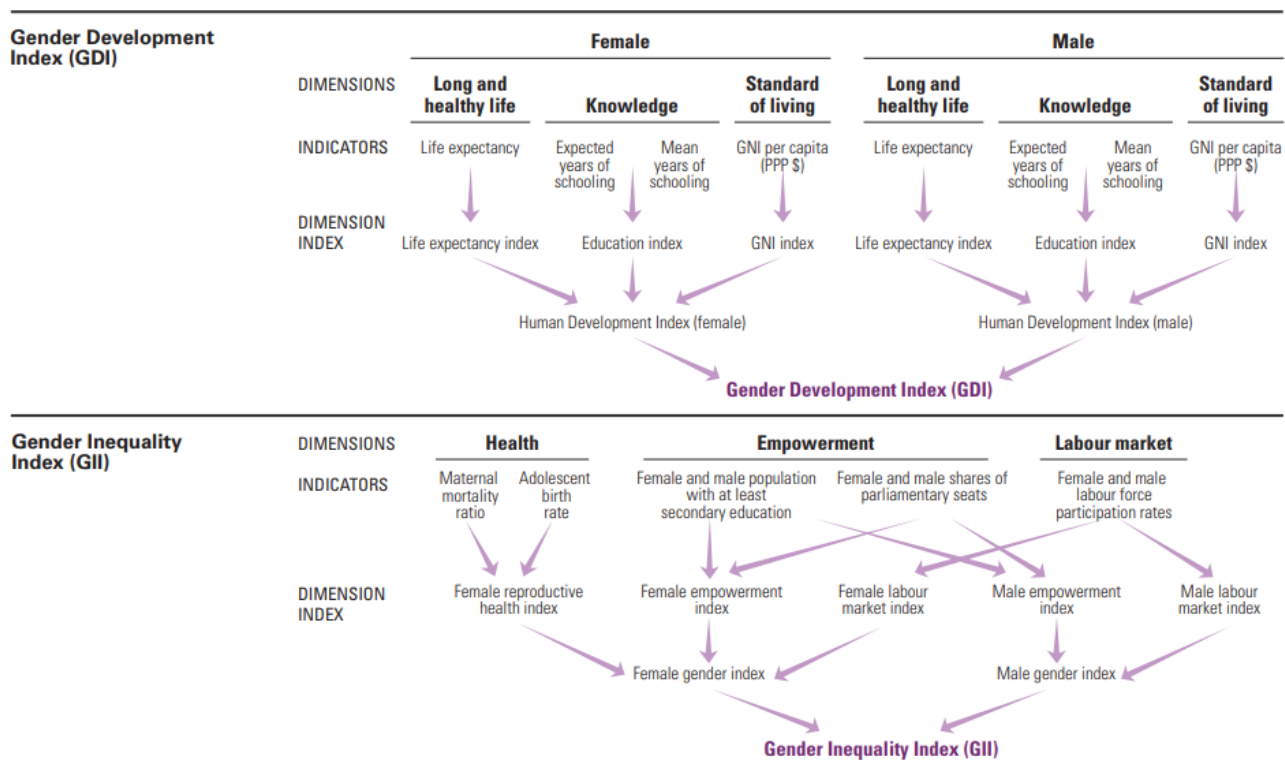 Gender Development
Index (GDI)
Female
Male
DIMENSIONS
Long and
healthy life
Knowledge
Standard
of living
Long and
healthy life
Knowledge
Standard
of living
INDICATORS
Life expectancy
Expected
years of
schooling
Mean
years of
schooling
GNI per capita
(PPP $)
Life expectancy
Expected
years of
schooling
Mean
years of
schooling
GNI per capita
(PPP $)
DIMENSION
INDEX
Life expectancy index
Education index
GNI index
Life expectancy index
Education index
GNI index
Human Development Index (female)
Human Development Index (male)
Gender Development Index (GDI)
Gender Inequality
Index (GII)
DIMENSIONS
Health
Empowerment
Labour market
INDICATORS
Maternal
mortality
ratio
Adolescent
birth
rate
Female and male population
with at least
secondary education
Female and male shares of
parliamentary seats
Female and male
labour force
participation rates
DIMENSION
INDEX
Female reproductive
health index
Female empowerment
index
Female labour
market index
Male empowerment
index
Male labour
market index
Female gender index
Male gender index
Gender Inequality Index (GII)